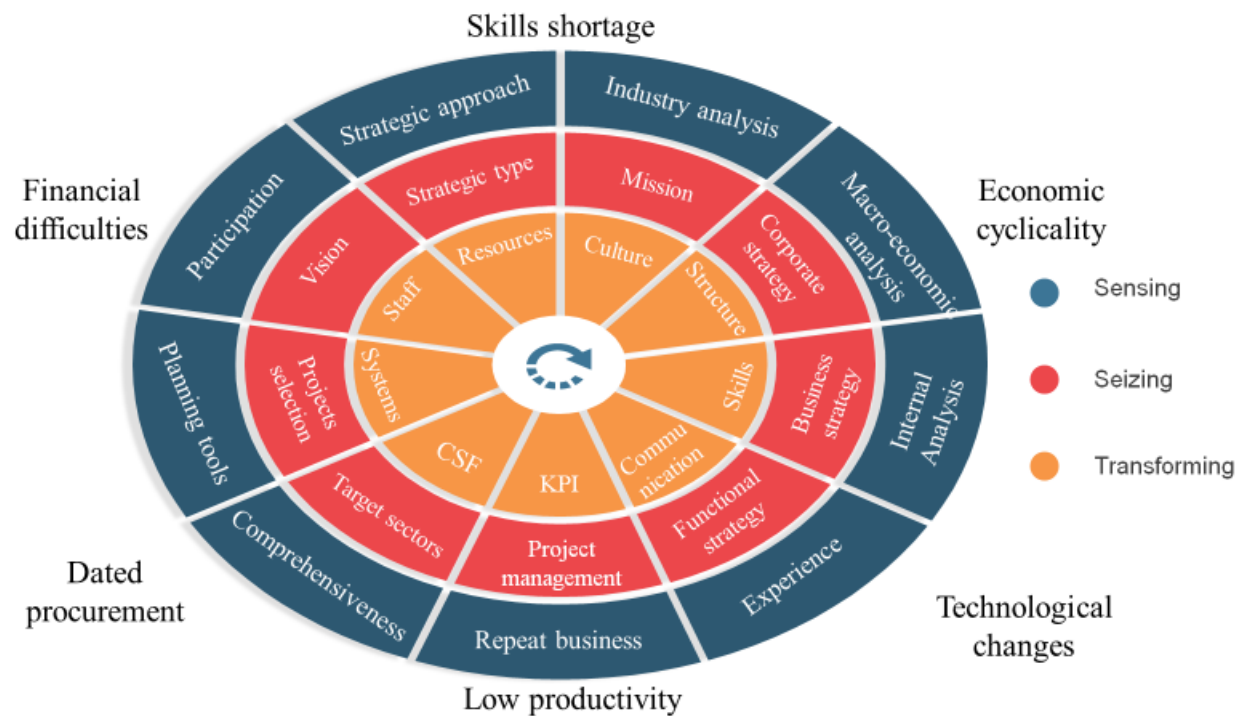 Skills shortage
Strategic approach
Industry analysis
Participation
Macro-economic
analysis
Financial
difficulties
Economic
cyclicality
Strategic type
Mission
Vision
Corporate
strategy
Resources
Culture
Staff
Structure
Sensing
Planning tools
Projects
selection
Systems
Skills
Business
strategy
Internal
Analysis
Seizing
CSF
KPI
Commu
nication
Transforming
Target sectors
Project
management
Functional
strategy
Comprehensiveness
Repeat business
Experience
Dated
procurement
Technological
changes
Low productivity